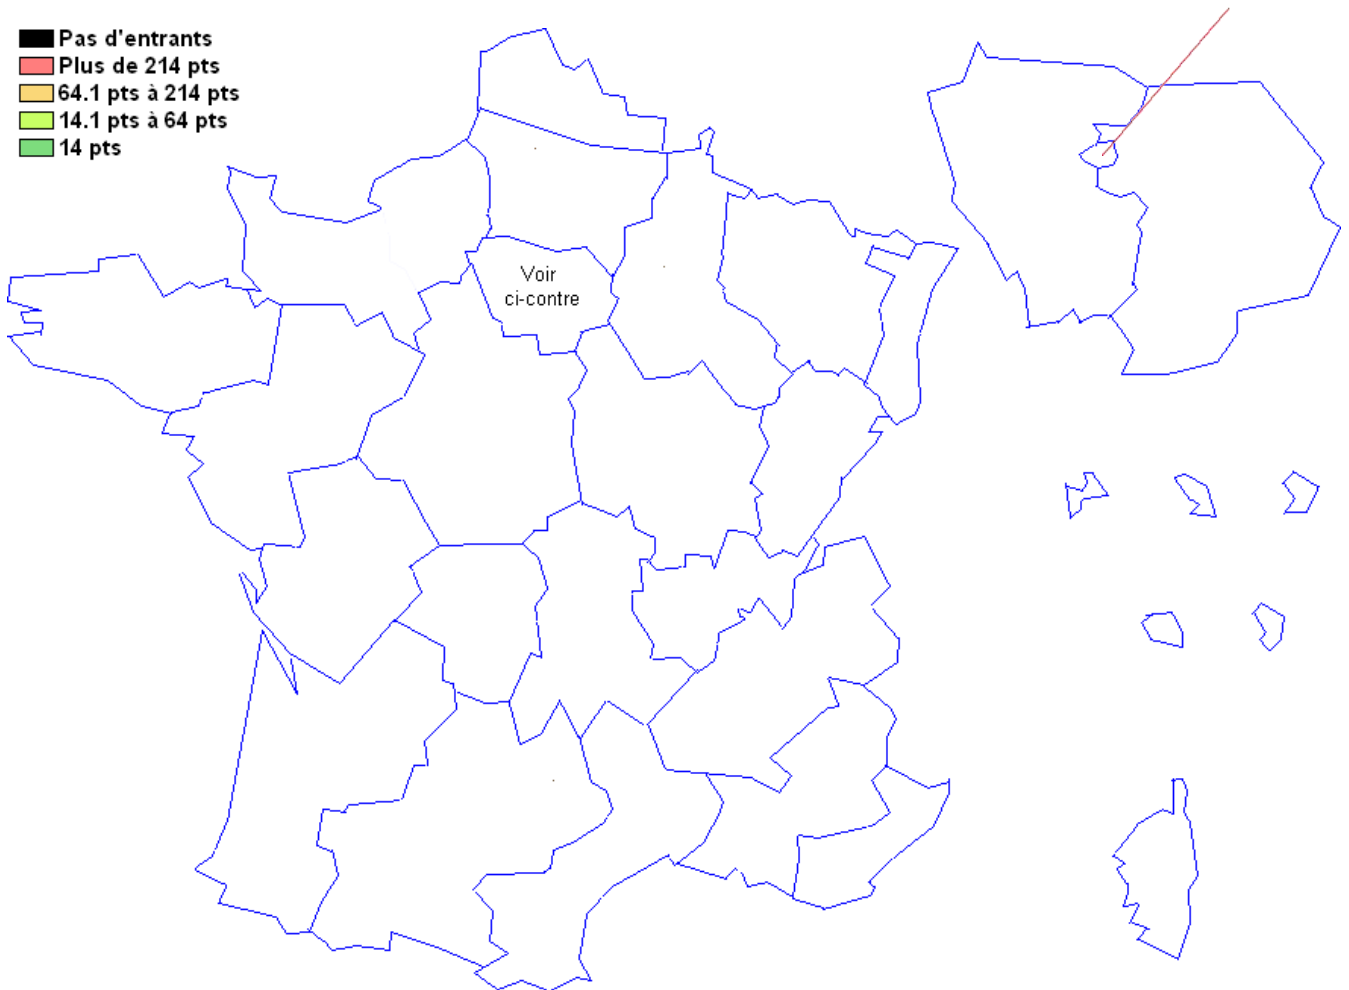 Pas d'entrants
Plus de 214 pts
64.1 pts à 214 pts
14.1 pts à 64 pts
14 pts
Voir
ci-contre